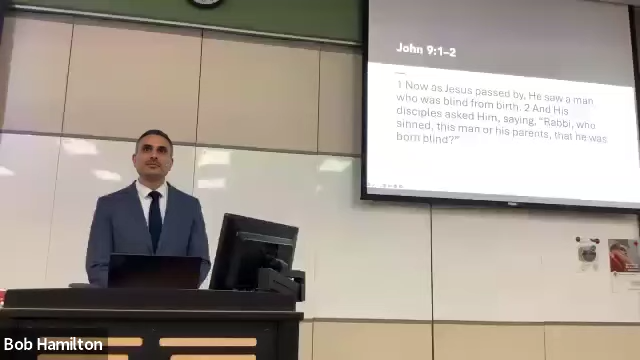 John 9:1–2
1 Now as Jesus passed by, He saw a man
who was blind from birth. 2 And His
disciples asked Him, saying, “Rabbi, who
sinned, this man or his parents, that he was
born blind?”
Bob Hamilton